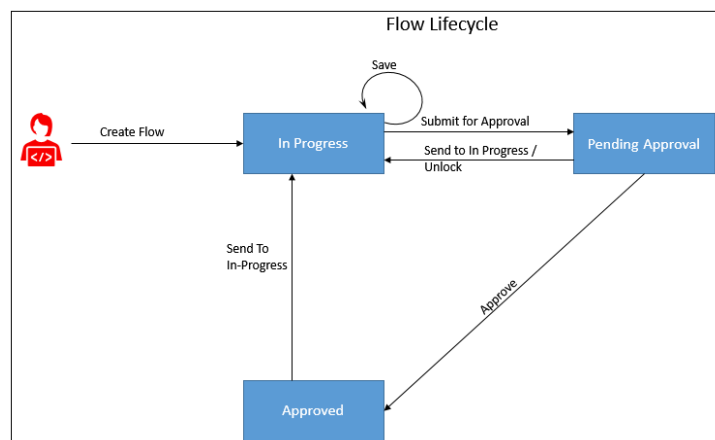 Flow Lifecycle
Save
Create Flow
In Progress
Submit for Approval
Pending Approval
Send to In Progress /
Unlock
Send To
In-Progress
Approve
Approved